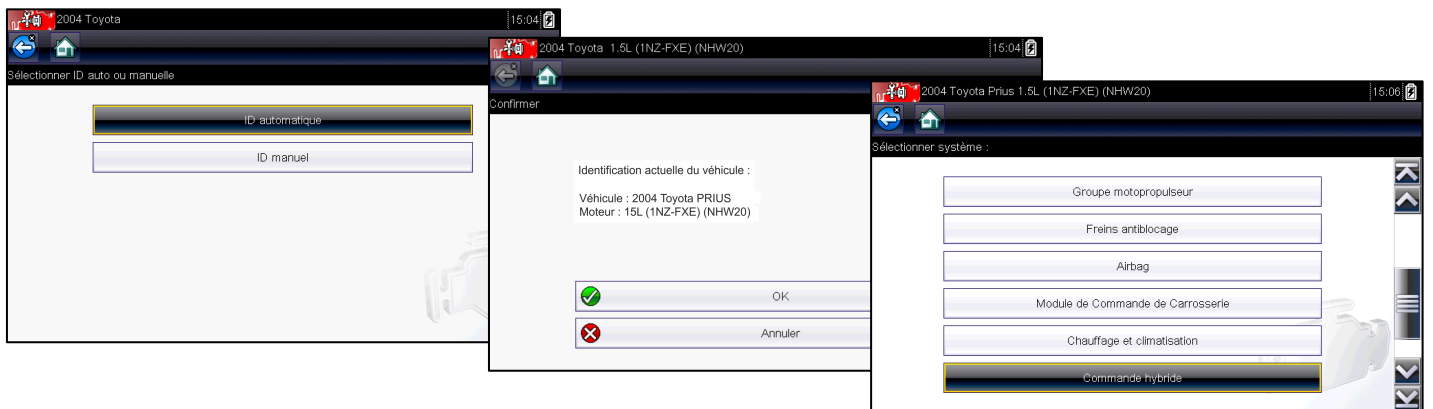 2004 Toyota
15:04
Sélectionner ID auto ou manuelle
ID automatique
ID manuel
2004 Toyota 1.5L (1NZ-FXE) (NHW20)
15:04
Confirmer
Identification actuelle du véhicule :
Véhicule : 2004 Toyota PRIUS
Moteur : 15L (1NZ-FXE) (NHW20)
OK
Annuler
2004 Toyota Prius 1.5L (1NZ-FXE) (NHW20)
15:06
Sélectionner système :
Groupe motopropulseur
Freins antiblocage
Airbag
Module de Commande de Carrosserie
Chauffage et climatisation
Commande hybride